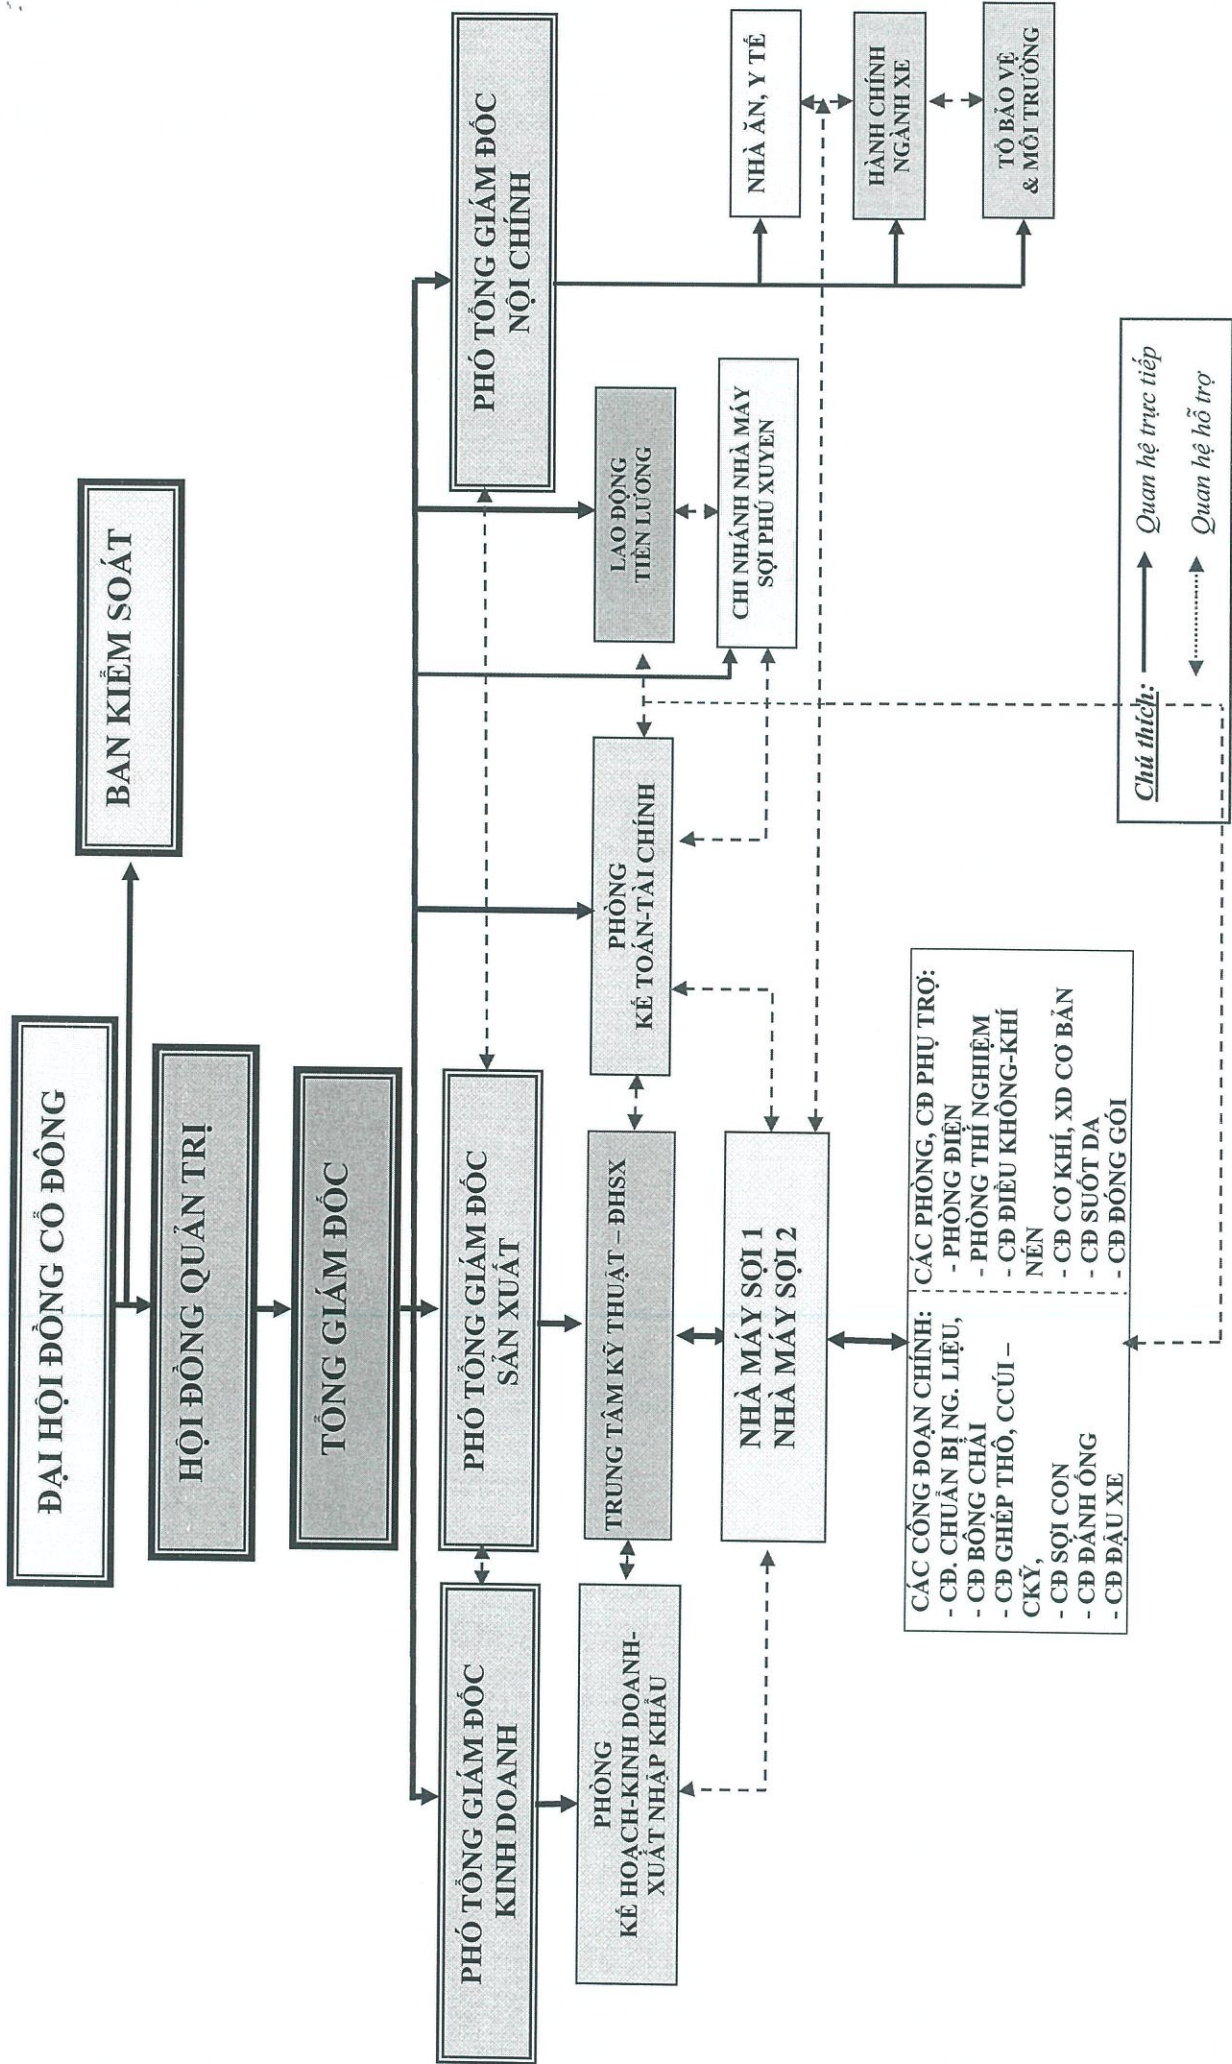 ĐẠI HỘI ĐỒNG CỔ ĐÔNG
BAN KIỂM SOÁT
HỘI ĐỒNG QUẢN TRỊ
TỔNG GIÁM ĐỐC
PHÓ TỔNG GIÁM ĐỐC
KINH DOANH
PHÓ TỔNG GIÁM ĐỐC
SẢN XUẤT
PHÓ TỔNG GIÁM ĐỐC
NỘI CHÍNH
PHÒNG
KẾ HOẠCH-KINH DOANH-
XUẤT NHẬP KHẨU
TRUNG TÂM KỸ THUẬT – ĐHSX
PHÒNG
KẾ TOÁN-TÀI CHÍNH
LAO ĐỘNG
TIỀN LƯƠNG
NHÀ MÁY SỢI 1
NHÀ MÁY SỢI 2
CHI NHÁNH NHÀ MÁY
SỢI PHÚ XUYÊN
NHÀ ĂN, Y TẾ
HÀNH CHÍNH
NGÀNH XE
TỔ BẢO VỆ
& MÔI TRƯỜNG
CÁC CÔNG ĐOẠN CHÍNH:
- CĐ. CHUẨN BỊ NG. LIỆU,
- CĐ BÔNG CHẢI
- CĐ GHÉP THÔ, CCÚI –
CKỸ,
- CĐ SỢI CON
- CĐ ĐÁNH ỐNG
- CĐ ĐẬU XE
CÁC PHÒNG, CĐ PHỤ TRỢ:
- PHÒNG ĐIỆN
- PHÒNG THÍ NGHIỆM
- CĐ ĐIỀU KHÔNG-KHÍ
NÉN
- CĐ CƠ KHÍ, XD CƠ BẢN
- CĐ SUỐT DA
- CĐ ĐÓNG GÓI
Chú thích: Quan hệ trực tiếp
Quan hệ hỗ trợ